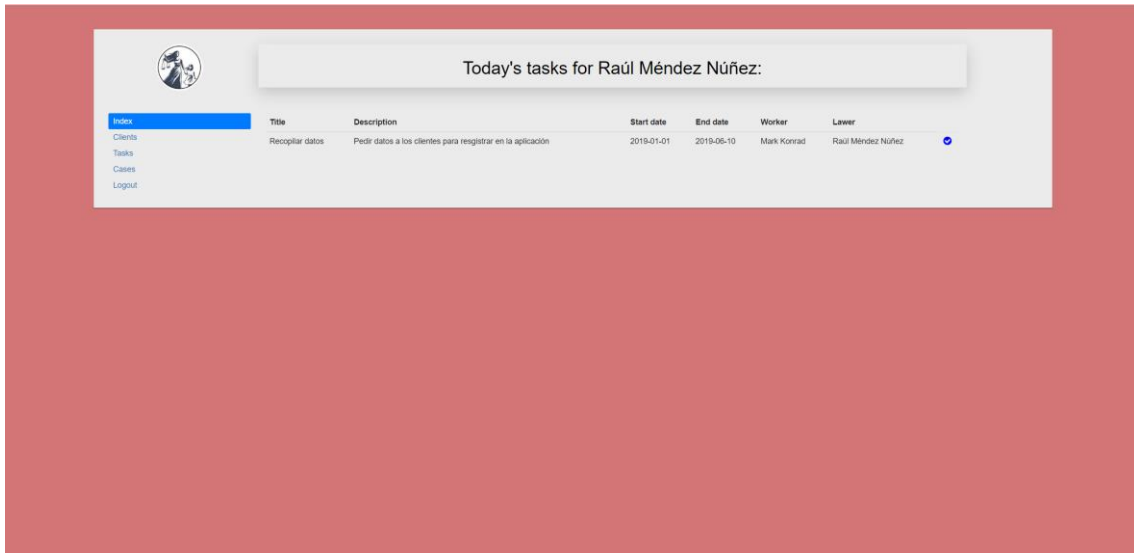 Today's tasks for Raúl Méndez Núñez:
Index
Clients
Tasks
Cases
Logout
Title Description Start date End date Worker Lawer
Recopilar datos Pedir datos a los clientes para resgistrar en la aplicación 2019-01-01 2019-06-10 Mark Konrad Raúl Méndez Núñez